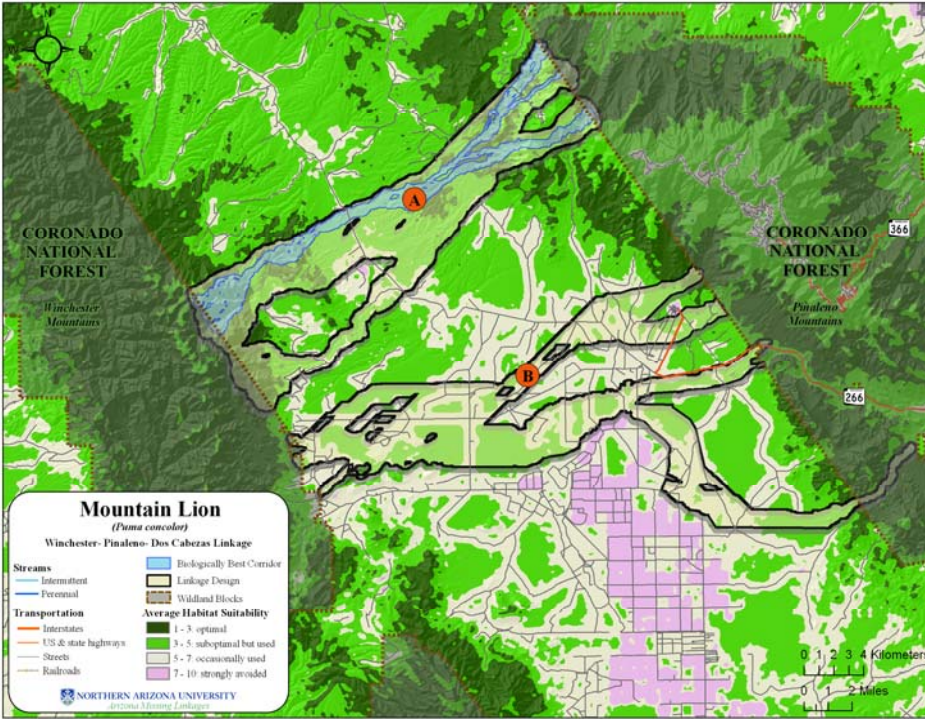 A
CORONADO
NATIONAL
FOREST
Winchester
Mountains
CORONADO
NATIONAL
FOREST
Pinaleno
Mountains
366
B
266
Mountain Lion
(Puma concolor)
Winchester- Pinaleno- Dos Cabezas Linkage
Streams
Intermittent
Perennial
Transportation
Interstates
US & state highways
Streets
Railroads
Biologically Best Corridor
Linkage Design
Wildland Blocks
Average Habitat Suitability
1 - 3: optimal
3 - 5: suboptimal but used
5 - 7: occasionally used
7 - 10: strongly avoided
NORTHERN ARIZONA UNIVERSITY
Arizona Missing Linkages
0 1 2 3 4 Kilometers
0 1 2 Miles